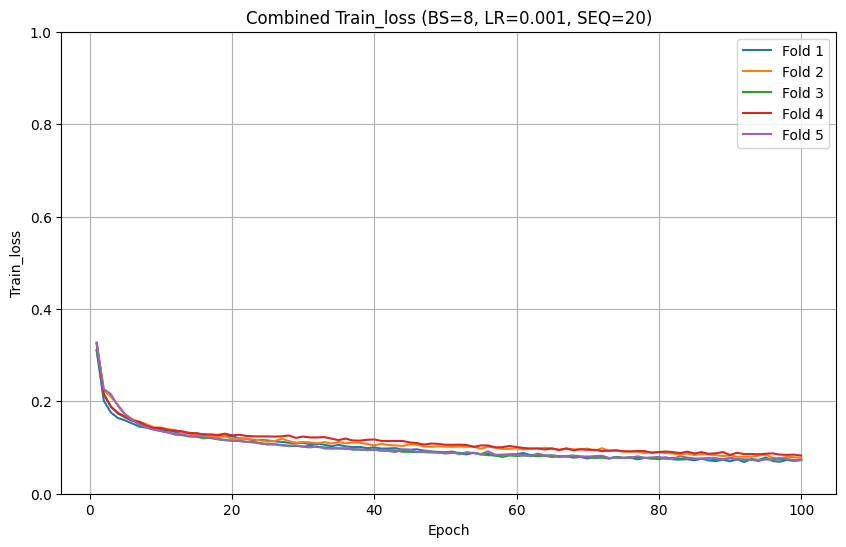 Combined Train_loss (BS=8, LR=0.001, SEQ=20)
Train_loss
1.0
0.8
0.6
0.4
0.2
0.0
Fold 1
Fold 2
Fold 3
Fold 4
Fold 5
0 20 40 60 80 100
Epoch